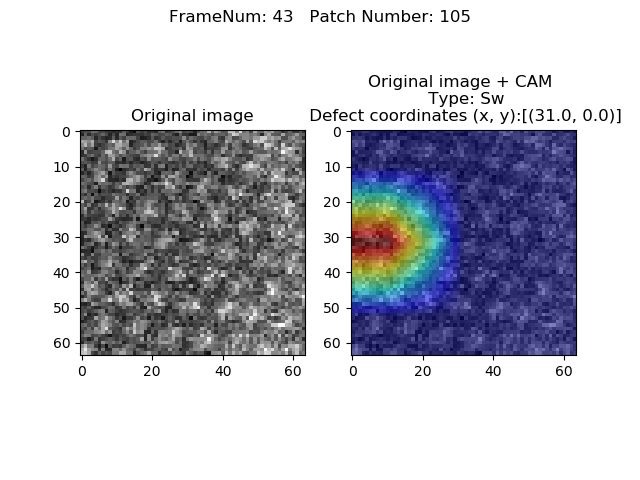 FrameNum: 43   Patch Number: 105
Original image
Original image + CAM
Type: Sw
Defect coordinates (x, y):[(31.0, 0.0)]
0
10
20
30
40
50
60
0 20 40 60
0
10
20
30
40
50
60
0 20 40 60